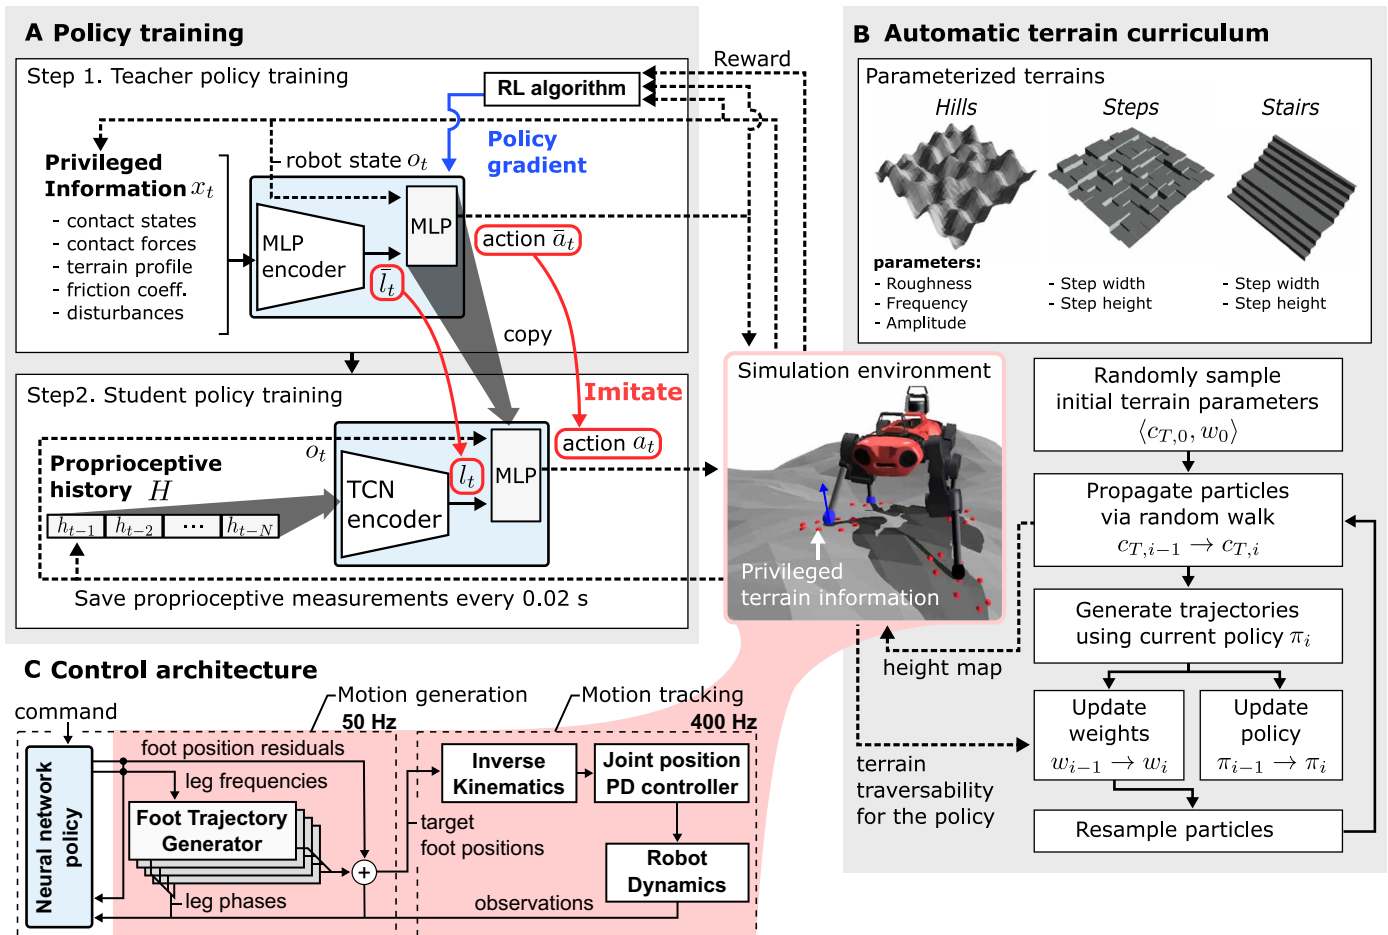 A Policy training
Step 1. Teacher policy training
Reward
RL algorithm
Policy
gradient
robot state o_t
Privileged
Information x_t
- contact states
- contact forces
- terrain profile
- friction coeff.
- disturbances
MLP
encoder
MLP
l̄_t
action ā_t
copy
Imitate
Step2. Student policy training
o_t
Proprioceptive
history H
h_{t−1} h_{t−2} ... h_{t−N}
TCN
encoder
l_t
MLP
action a_t
Save proprioceptive measurements every 0.02 s
Simulation environment
Privileged
terrain information
B Automatic terrain curriculum
Parameterized terrains
Hills Steps Stairs
parameters:
- Roughness
- Frequency
- Amplitude
- Step width
- Step height
- Step width
- Step height
Randomly sample
initial terrain parameters
⟨c_{T,0}, w_0⟩
Propagate particles
via random walk
c_{T,i−1} → c_{T,i}
Generate trajectories
using current policy π_i
height map
Update
weights
w_{i−1} → w_i
Update
policy
π_{i−1} → π_i
terrain
traversability
for the policy
Resample particles
C Control architecture
Motion generation
50 Hz
Motion tracking
400 Hz
command
Neural network
policy
foot position residuals
leg frequencies
Foot Trajectory
Generator
leg phases
+
target
foot positions
Inverse
Kinematics
Joint position
PD controller
Robot
Dynamics
observations